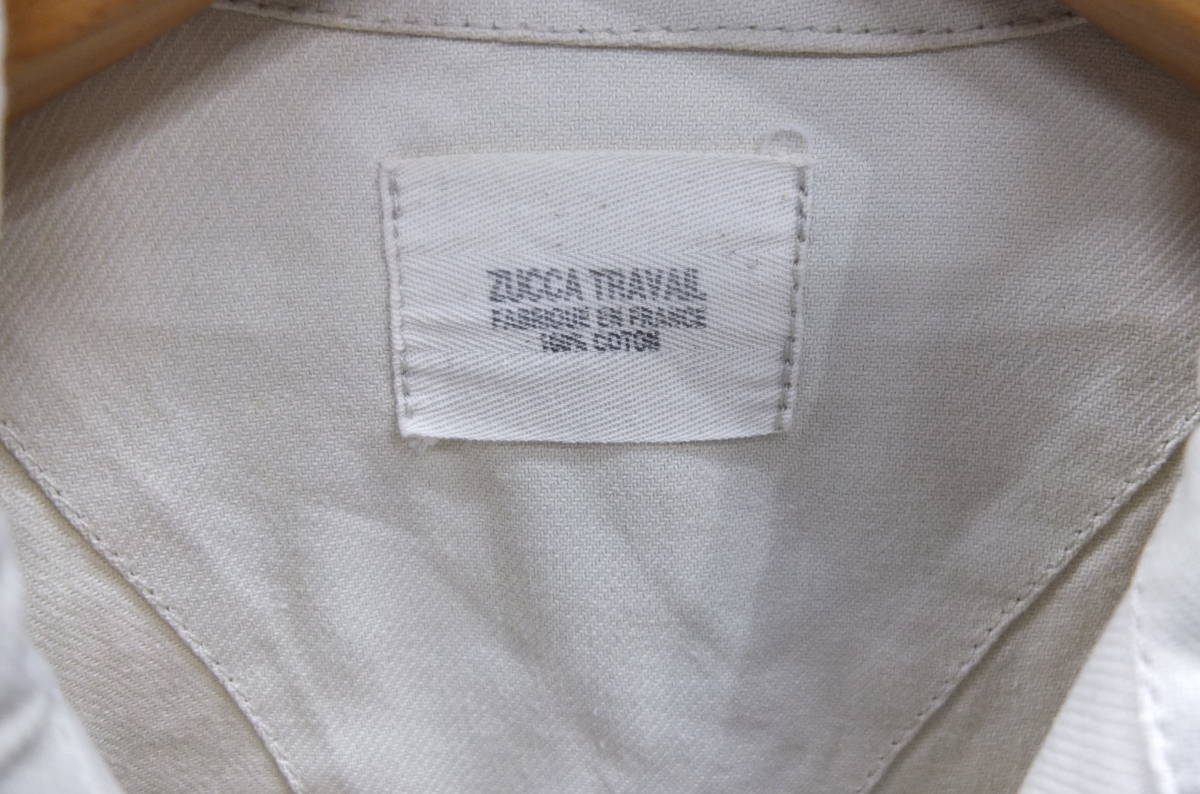 ZUCCA TRAVAIL
FABRIQUE EN FRANCE
100% COTON